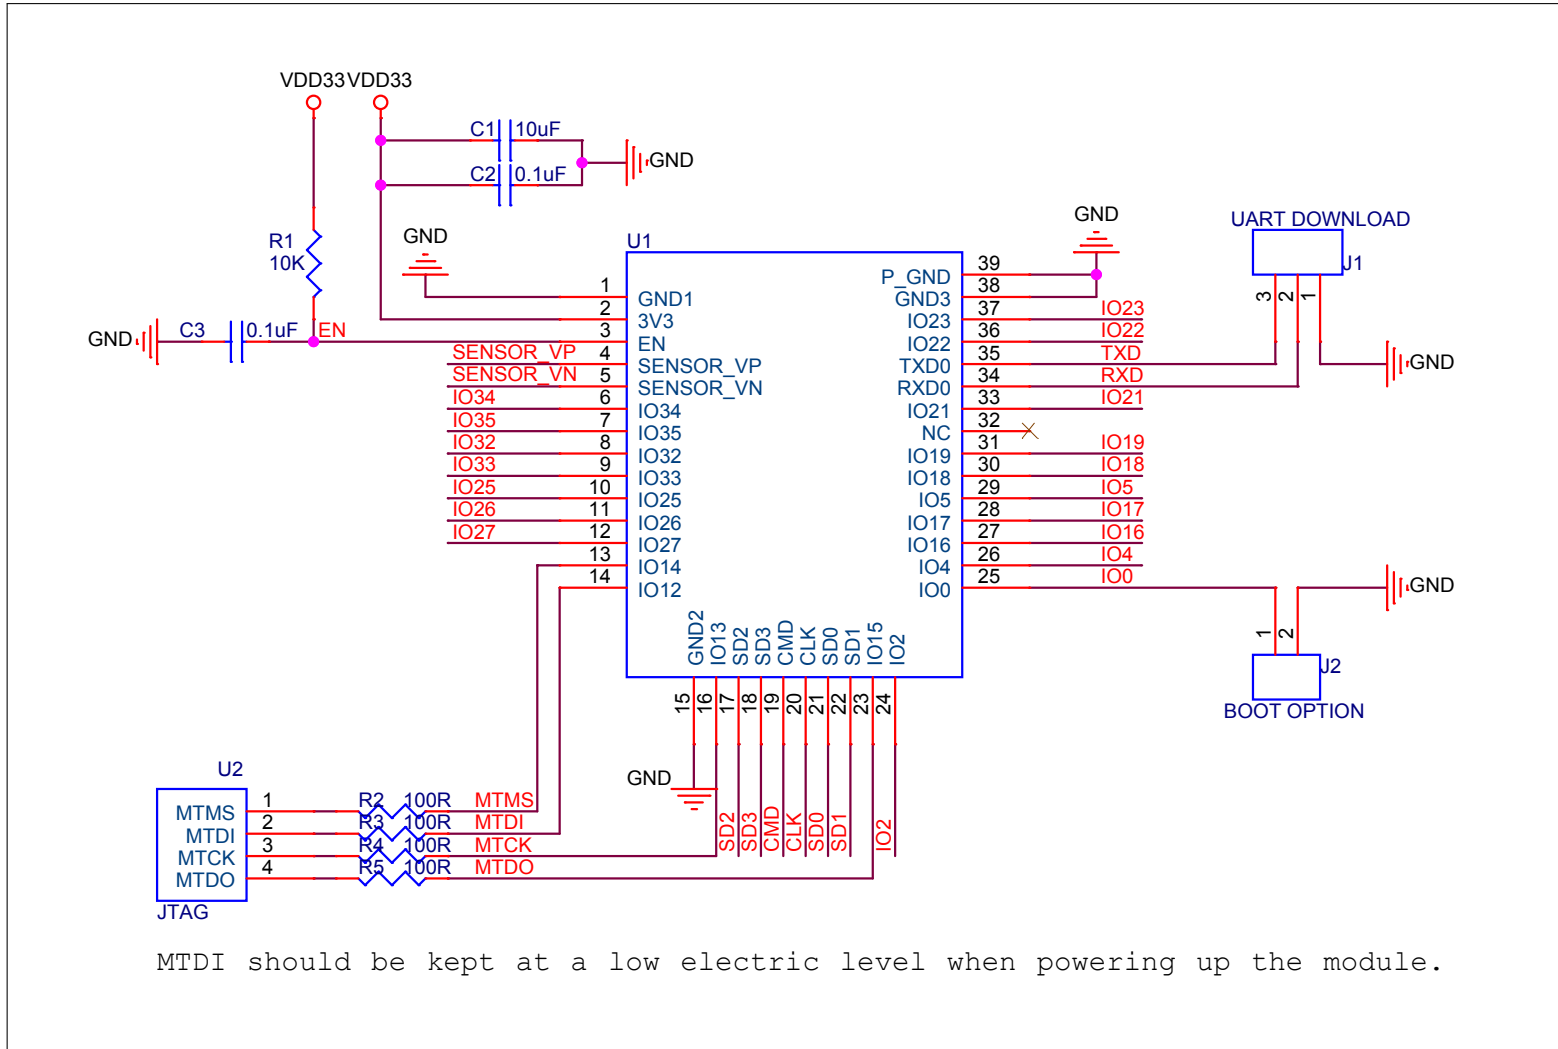 VDD33 VDD33
C1 10uF
GND
C2 0.1uF
R1
10K
GND
GND
C3 0.1uF EN
U1
GND
UART DOWNLOAD
J1
3 2 1
GND
1 GND1
2 3V3
3 EN
SENSOR_VP 4 SENSOR_VP
SENSOR_VN 5 SENSOR_VN
IO34 6 IO34
IO35 7 IO35
IO32 8 IO32
IO33 9 IO33
IO25 10 IO25
IO26 11 IO26
IO27 12 IO27
13 IO14
14 IO12
P_GND 39
GND3 38
IO23 37 IO23
IO22 36 IO22
TXD0 35 TXD
RXD0 34 RXD
IO21 33 IO21
NC 32
IO19 31 IO19
IO18 30 IO18
IO5 29 IO5
IO17 28 IO17
IO16 27 IO16
IO4 26 IO4
IO0 25 IO0
GND
1 2
J2
BOOT OPTION
GND2 IO13 SD2 SD3 CMD CLK SD0 SD1 IO15 IO2
15 16 17 18 19 20 21 22 23 24
GND
SD2 SD3 CMD CLK SD0 SD1 IO2
U2
MTMS 1 R2 100R MTMS
MTDI 2 R3 100R MTDI
MTCK 3 R4 100R MTCK
MTDO 4 R5 100R MTDO
JTAG
MTDI should be kept at a low electric level when powering up the module.